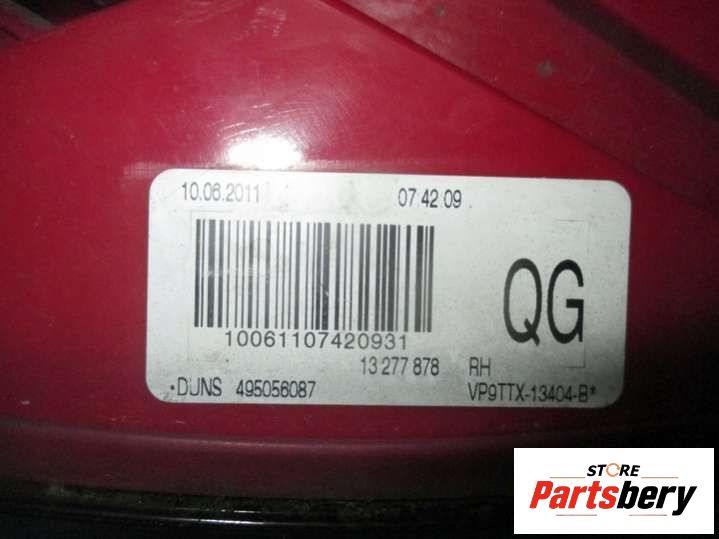 10.06.2011 07 42 09
QG
10061107420931
13 277 878 RH
•DUNS 495056087 VP9TTX-13404-B*
STORE
Partsbery